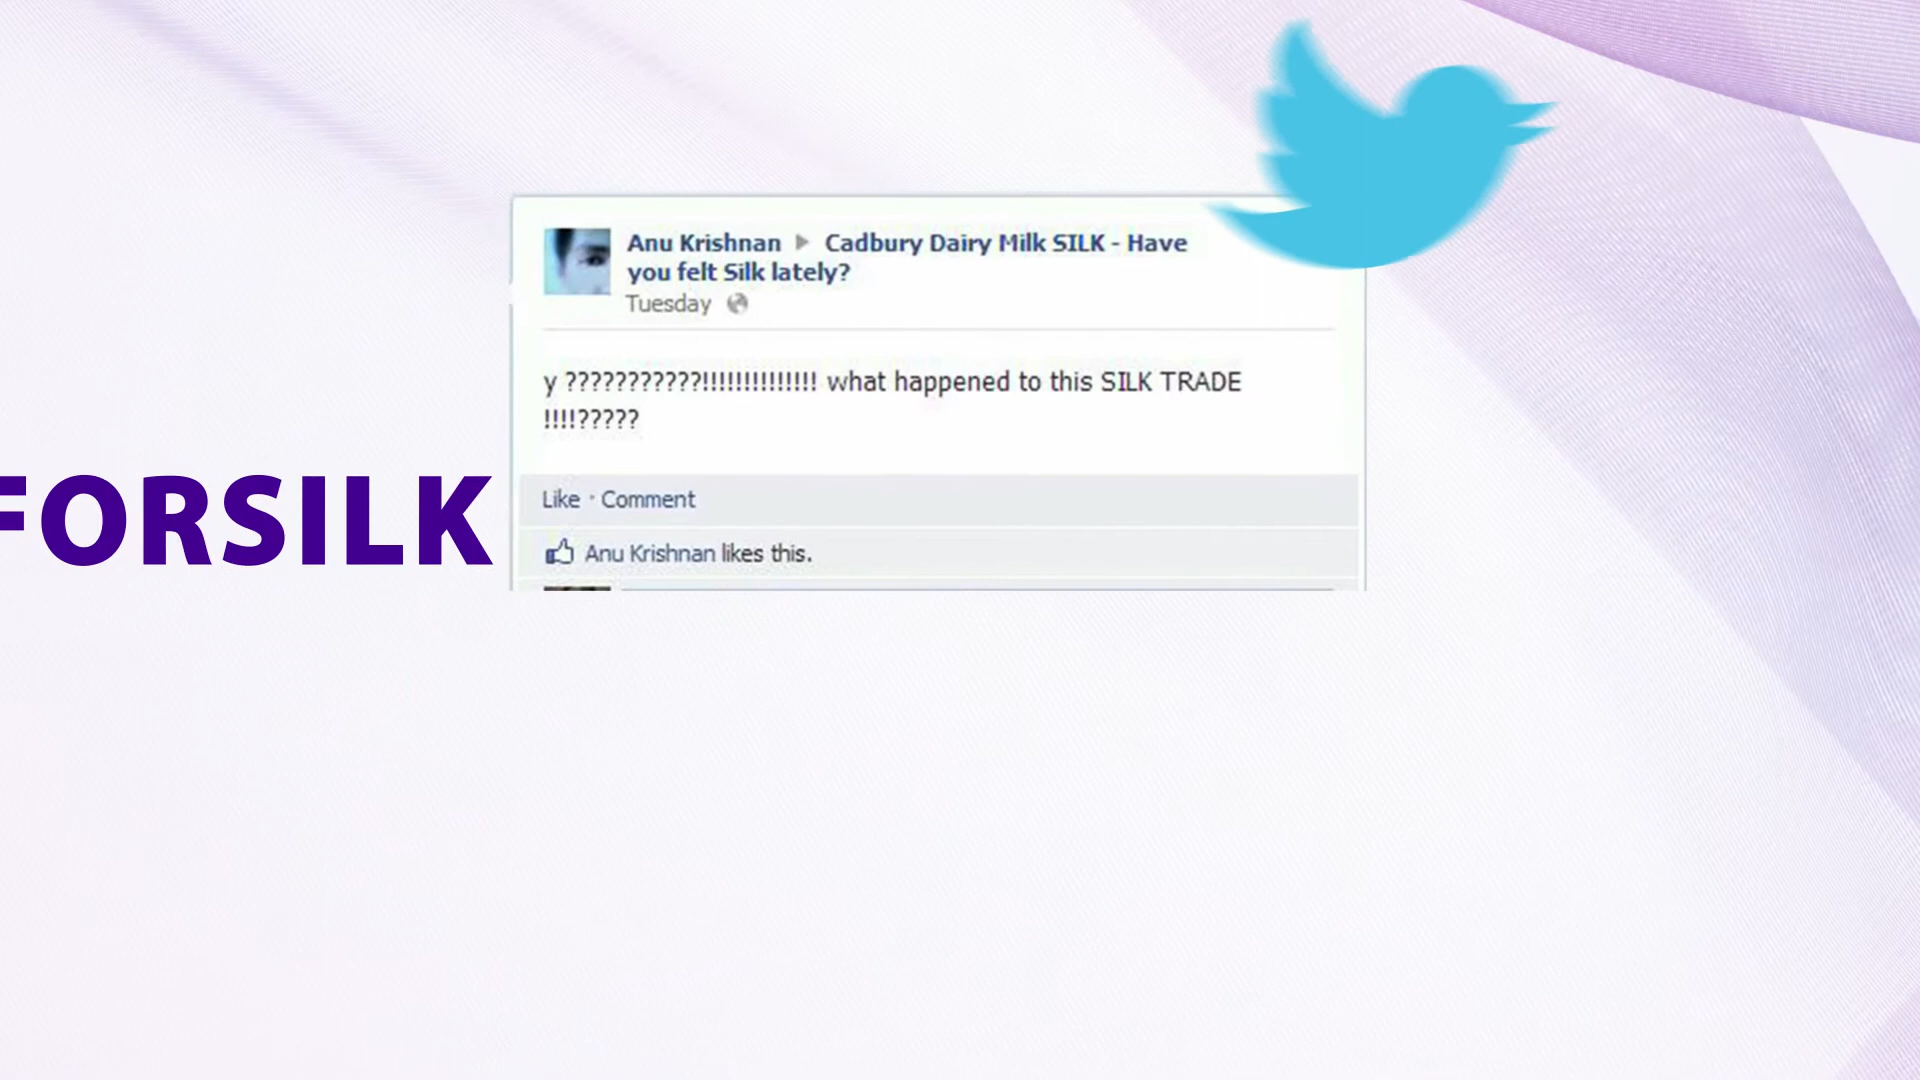 Anu Krishnan ▶ Cadbury Dairy Milk SILK - Have
you felt Silk lately?
Tuesday
y ???????????!!!!!!!!!!!!!! what happened to this SILK TRADE
!!!!?????
FORSILK
Like · Comment
Anu Krishnan likes this.